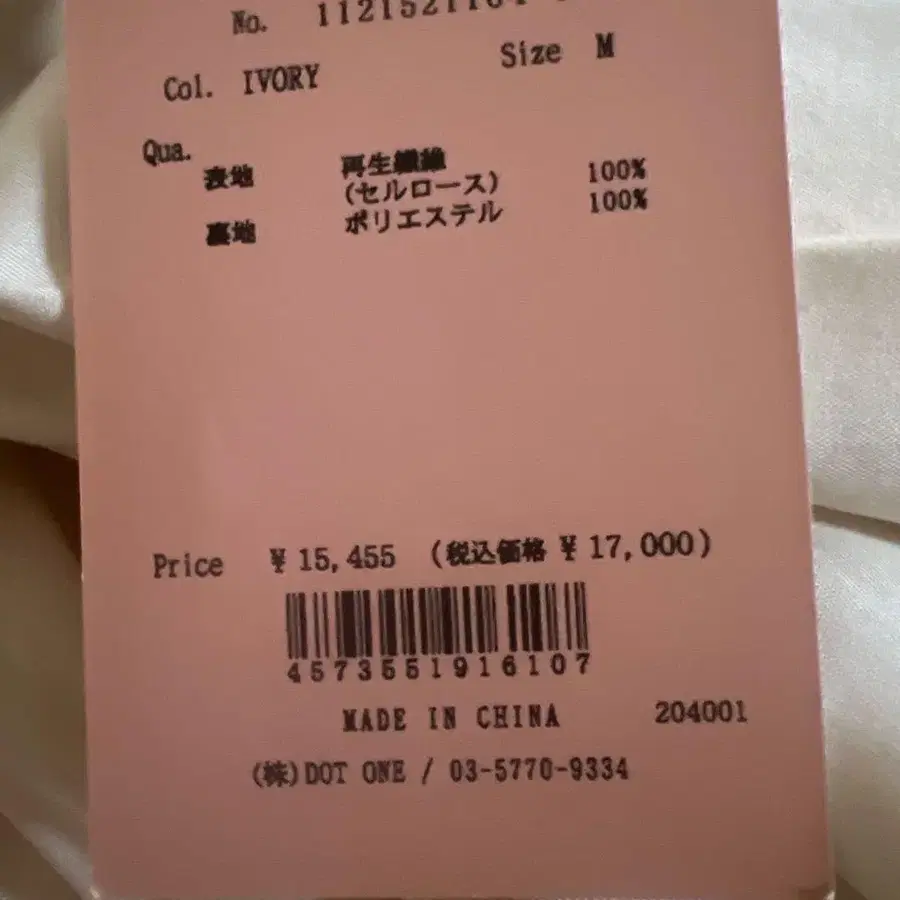 No. 1121521164
Col. IVORY Size M
Qua.
表地 再生繊維 100%
(セルロース)
裏地 ポリエステル 100%
Price ¥15,455 (税込価格 ¥17,000)
4573551916107
MADE IN CHINA 204001
(株)DOT ONE / 03-5770-9334